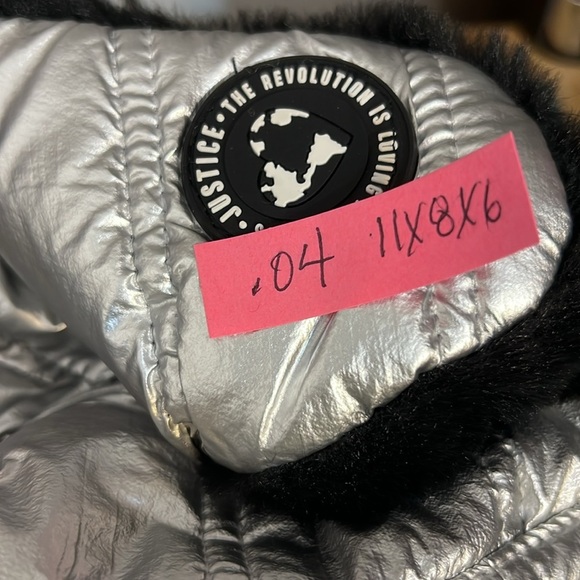 JUSTICE • THE REVOLUTION IS LOVING
.04 11X8X6